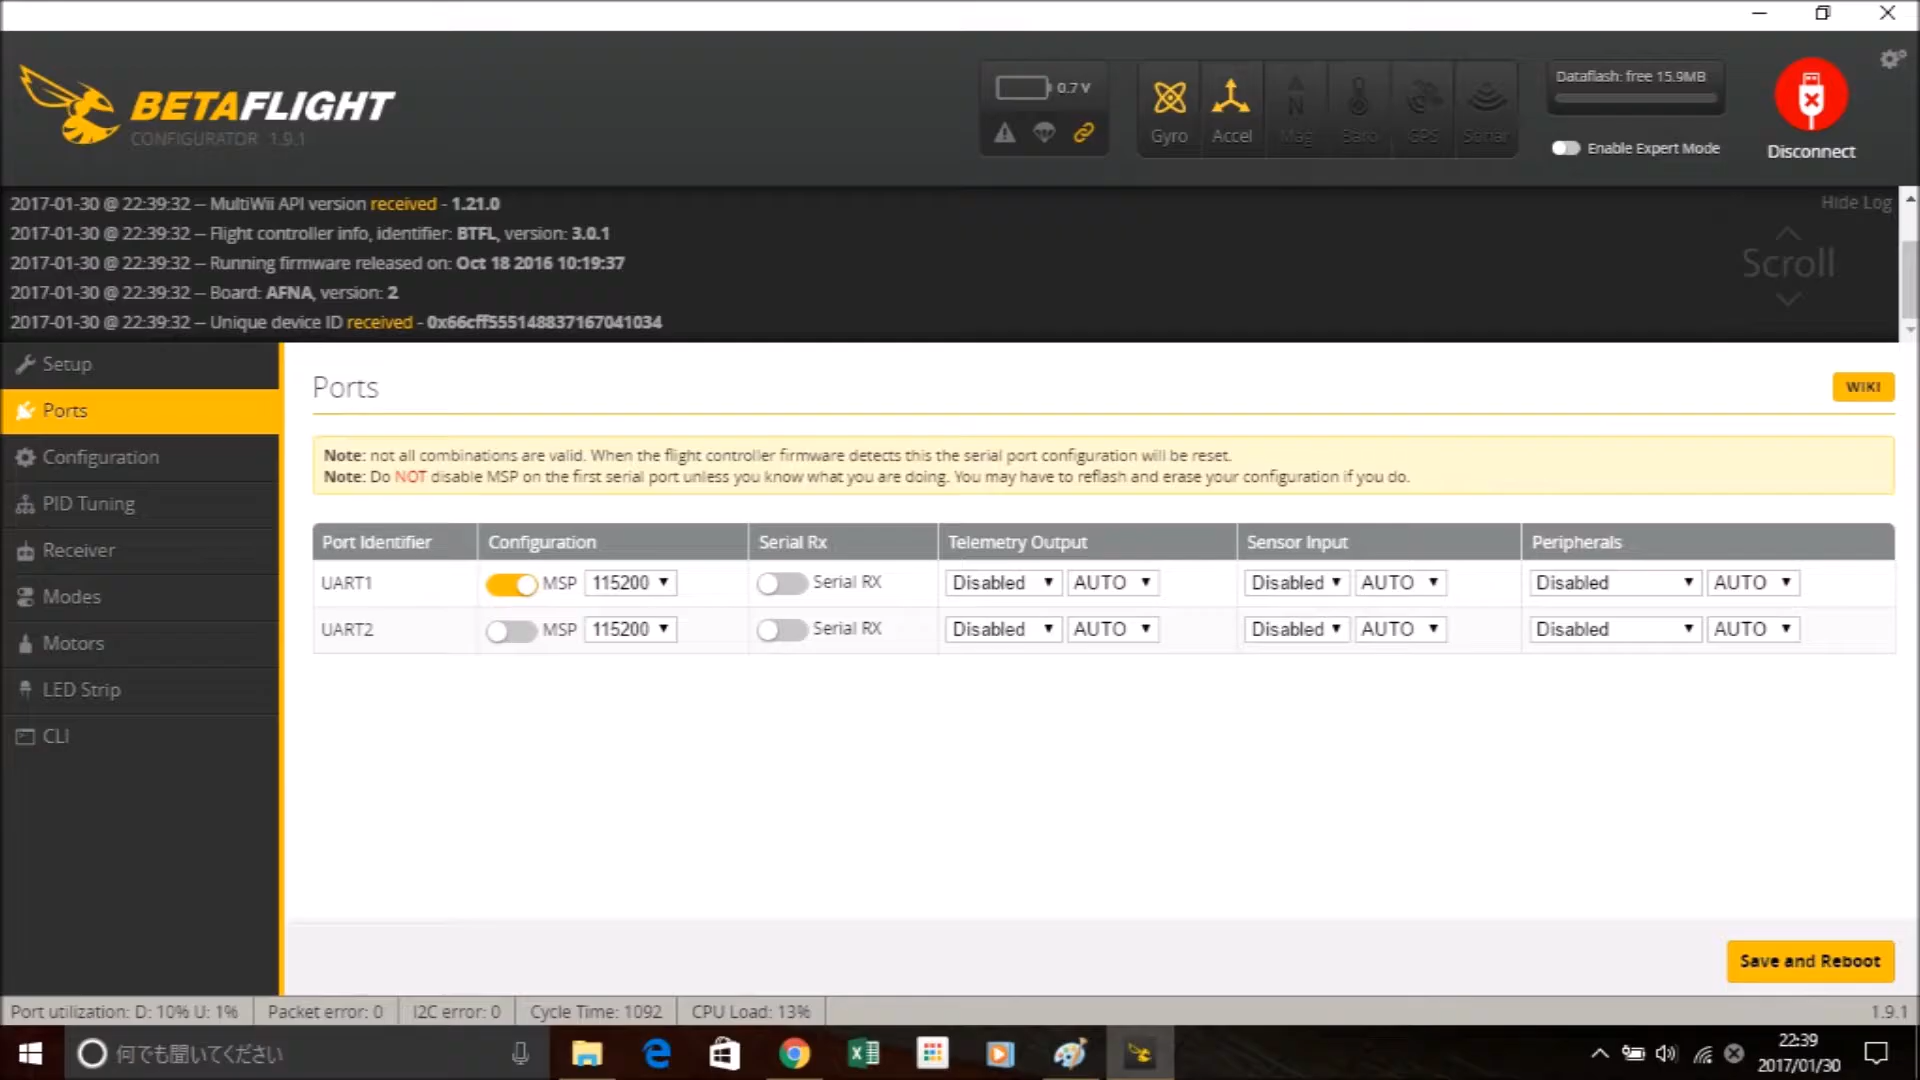 0.7 V
Dataflash: free 15.9MB
BETAFLIGHT
CONFIGURATOR 1.9.1
Gyro Accel Mag Baro GPS Sonar
Enable Expert Mode
Disconnect
2017-01-30 @ 22:39:32 -- MultiWii API version received - 1.21.0
Hide Log
2017-01-30 @ 22:39:32 -- Flight controller info, identifier: BTFL, version: 3.0.1
2017-01-30 @ 22:39:32 -- Running firmware released on: Oct 18 2016 10:19:37
Scroll
2017-01-30 @ 22:39:32 -- Board: AFNA, version: 2
2017-01-30 @ 22:39:32 -- Unique device ID received - 0x66cff555148837167041034
Setup
Ports
Configuration
PID Tuning
Receiver
Modes
Motors
LED Strip
CLI
Ports
WIKI
Note: not all combinations are valid. When the flight controller firmware detects this the serial port configuration will be reset.
Note: Do NOT disable MSP on the first serial port unless you know what you are doing. You may have to reflash and erase your configuration if you do.
Port Identifier Configuration Serial Rx Telemetry Output Sensor Input Peripherals
UART1 MSP 115200 Serial RX Disabled AUTO Disabled AUTO Disabled AUTO
UART2 MSP 115200 Serial RX Disabled AUTO Disabled AUTO Disabled AUTO
Save and Reboot
Port utilization: D: 10% U: 1% Packet error: 0 I2C error: 0 Cycle Time: 1092 CPU Load: 13% 1.9.1
何でも聞いてください
22:39
2017/01/30